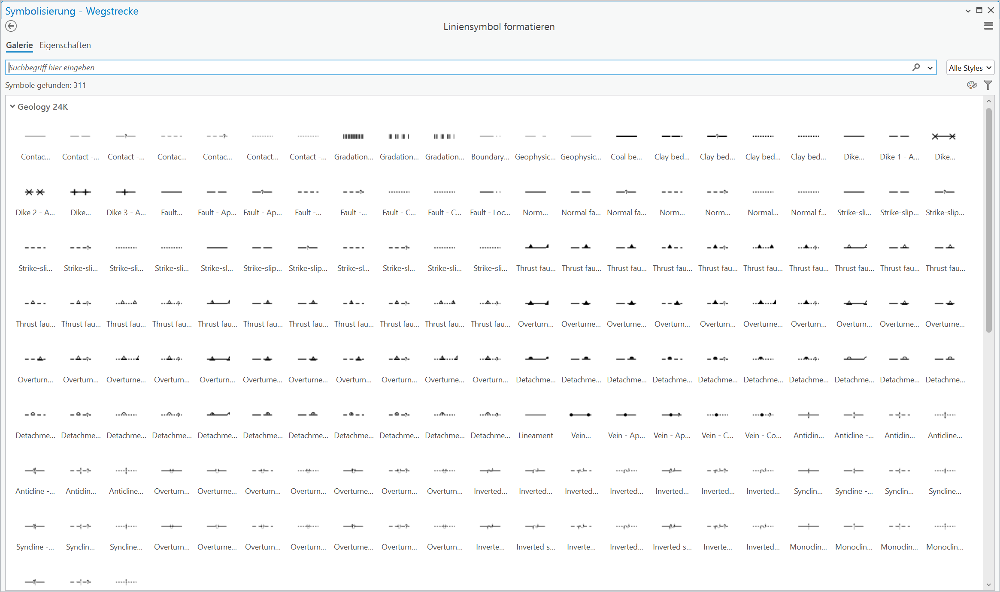 Symbolisierung - Wegstrecke
Liniensymbol formatieren
Galerie Eigenschaften
Suchbegriff hier eingeben
Alle Styles
Symbole gefunden: 311
Geology 24K
Contac... Contact -... Contact -... Contac... Contac... Contact... Contact -... Gradation... Gradation... Gradation... Boundary... Geophysic... Geophysic... Coal be... Clay bed... Clay bed... Clay bed... Clay bed... Dike... Dike 1 - A... Dike...
Dike 2 - A... Dike... Dike 3 - A... Fault... Fault - Ap... Fault - Ap... Fault -... Fault -... Fault - C... Fault - C... Fault - Loc... Norm... Normal fa... Normal fa... Norm... Norm... Normal... Normal f... Strike-sli... Strike-slip... Strike-slip...
Strike-sli... Strike-sli... Strike-sli... Strike-sli... Strike-sl... Strike-slip... Strike-slip... Strike-sl... Strike-sl... Strike-sli... Strike-sli... Thrust fau... Thrust fau... Thrust fau... Thrust fau... Thrust fau... Thrust fau... Thrust fau... Thrust fau... Thrust fau... Thrust fau...
Thrust fau... Thrust fau... Thrust fau... Thrust fau... Thrust fau... Thrust fau... Thrust fau... Thrust fau... Thrust fau... Thrust fau... Thrust fau... Overturn... Overturne... Overturne... Overturn... Overturn... Overturne... Overturn... Overturn... Overturne... Overturne...
Overturn... Overturn... Overturne... Overturn... Overturn... Overturne... Overturne... Overturn... Overturn... Overturne... Overturn... Detachme... Detachme... Detachme... Detachme... Detachme... Detachme... Detachme... Detachme... Detachme... Detachme...
Detachme... Detachme... Detachme... Detachme... Detachme... Detachme... Detachme... Detachme... Detachme... Detachme... Detachme... Lineament Vein... Vein - Ap... Vein - Ap... Vein - C... Vein - Co... Anticlin... Anticline -... Anticlin... Anticline...
Anticline -... Anticlin... Anticline... Overturn... Overturne... Overturn... Overturn... Overturne... Overturn... Overturn... Inverted... Inverted... Inverted... Inverted... Inverted... Inverted... Inverted... Synclin... Syncline -... Synclin... Syncline...
Syncline -... Synclin... Syncline... Overturn... Overturne... Overturn... Overturn... Overturne... Overturn... Overturn... Inverte... Inverted s... Inverte... Inverted... Inverted s... Inverte... Inverted... Monoclin... Monoclin... Monoclin... Monoclin...